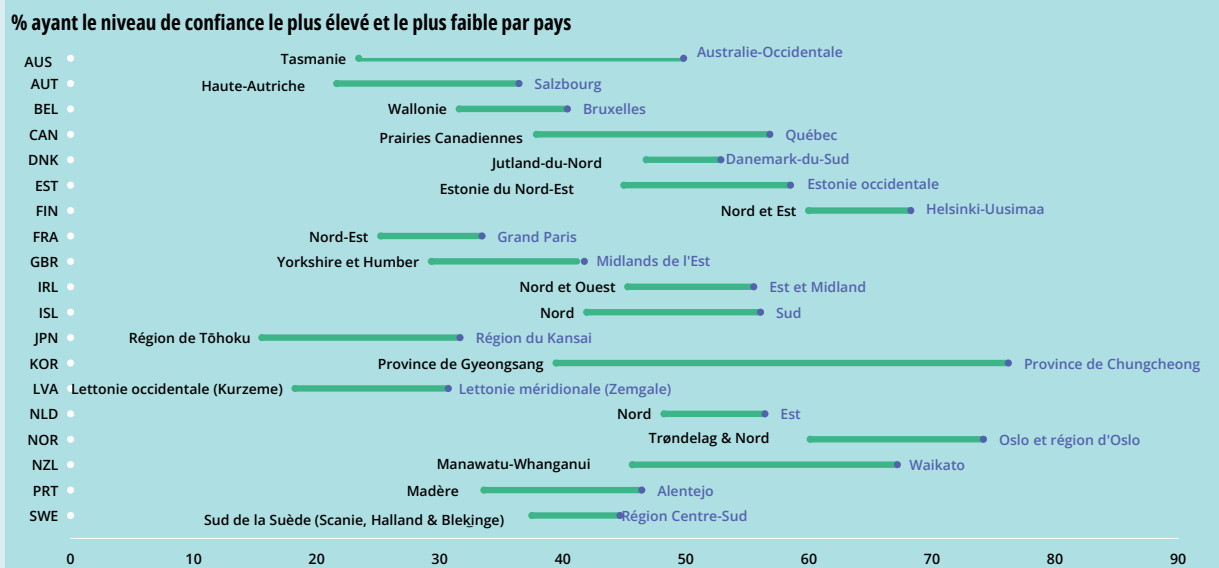 % ayant le niveau de confiance le plus élevé et le plus faible par pays
AUS Tasmanie Australie-Occidentale
AUT Haute-Autriche Salzbourg
BEL Wallonie Bruxelles
CAN Prairies Canadiennes Québec
DNK Jutland-du-Nord Danemark-du-Sud
EST Estonie du Nord-Est Estonie occidentale
FIN Nord et Est Helsinki-Uusimaa
FRA Nord-Est Grand Paris
GBR Yorkshire et Humber Midlands de l'Est
IRL Nord et Ouest Est et Midland
ISL Nord Sud
JPN Région de Tōhoku Région du Kansai
KOR Province de Gyeongsang Province de Chungcheong
LVA Lettonie occidentale (Kurzeme) Lettonie méridionale (Zemgale)
NLD Nord Est
NOR Trøndelag & Nord Oslo et région d'Oslo
NZL Manawatu-Whanganui Waikato
PRT Madère Alentejo
SWE Sud de la Suède (Scanie, Halland & Blekinge) Région Centre-Sud
0 10 20 30 40 50 60 70 80 90